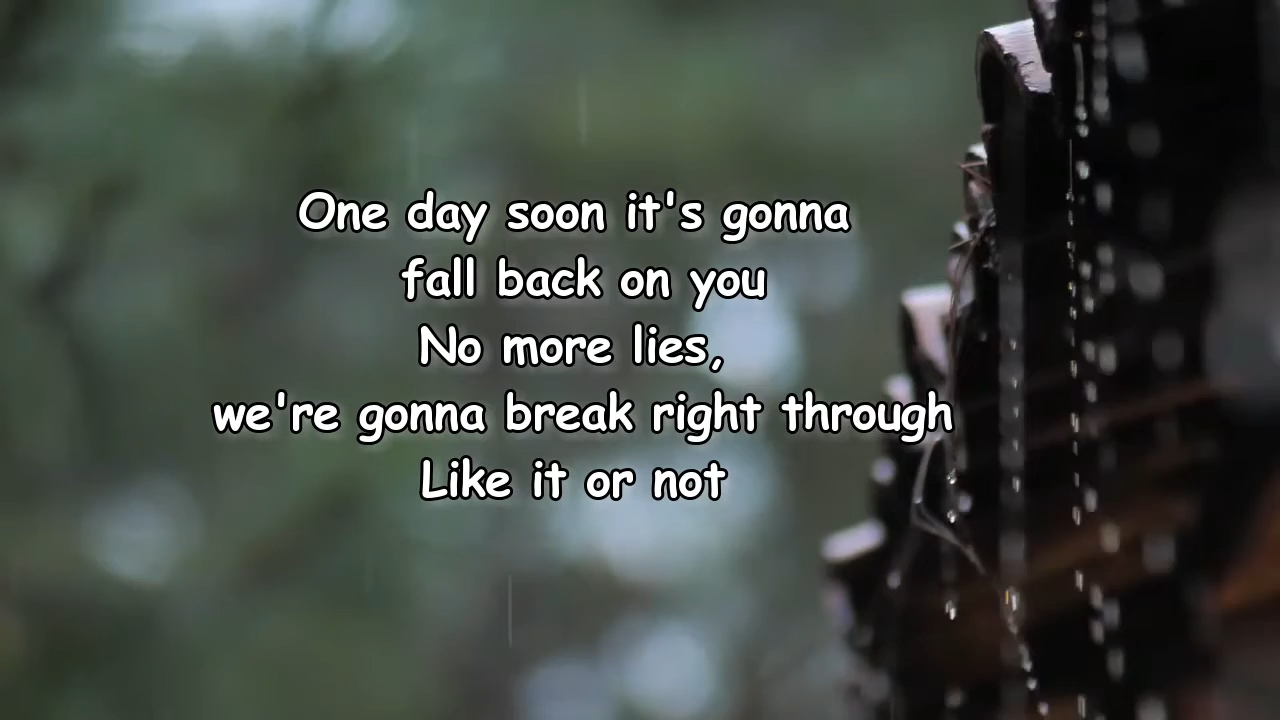 One day soon it's gonna
fall back on you
No more lies,
we're gonna break right through
Like it or not